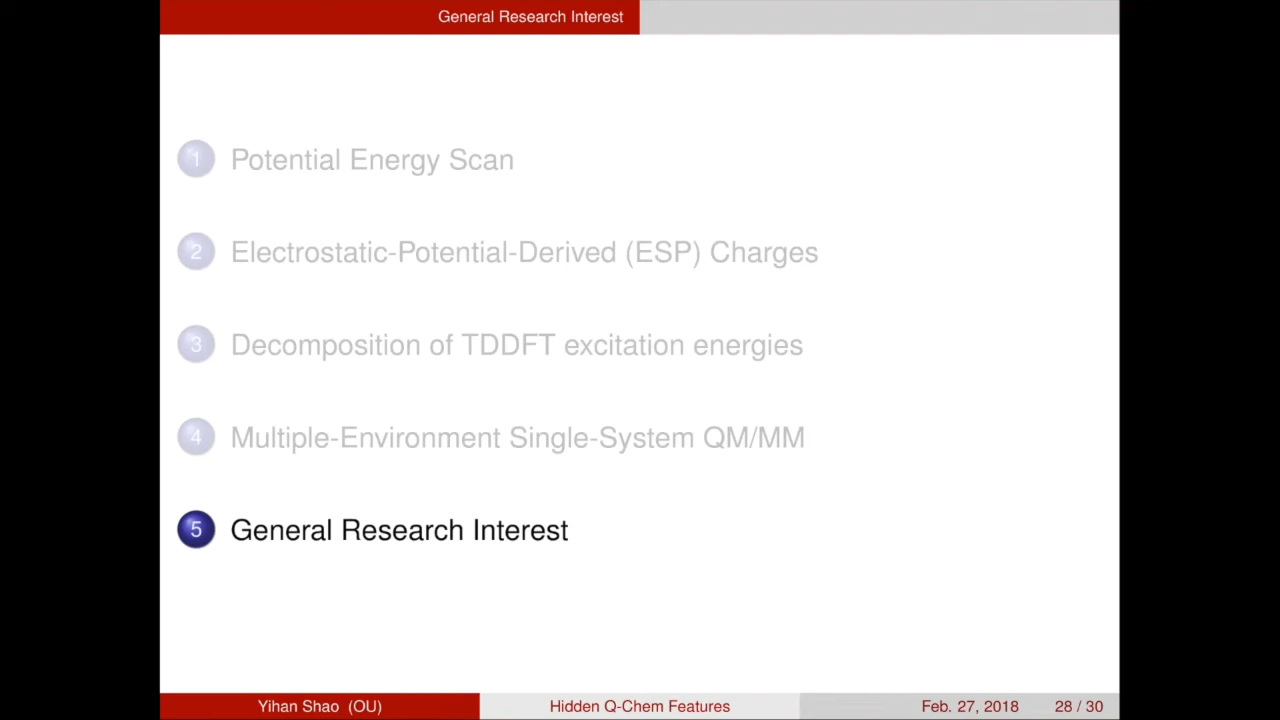 General Research Interest
1 Potential Energy Scan
2 Electrostatic-Potential-Derived (ESP) Charges
3 Decomposition of TDDFT excitation energies
4 Multiple-Environment Single-System QM/MM
5 General Research Interest
Yihan Shao (OU) Hidden Q-Chem Features Feb. 27, 2018 28 / 30